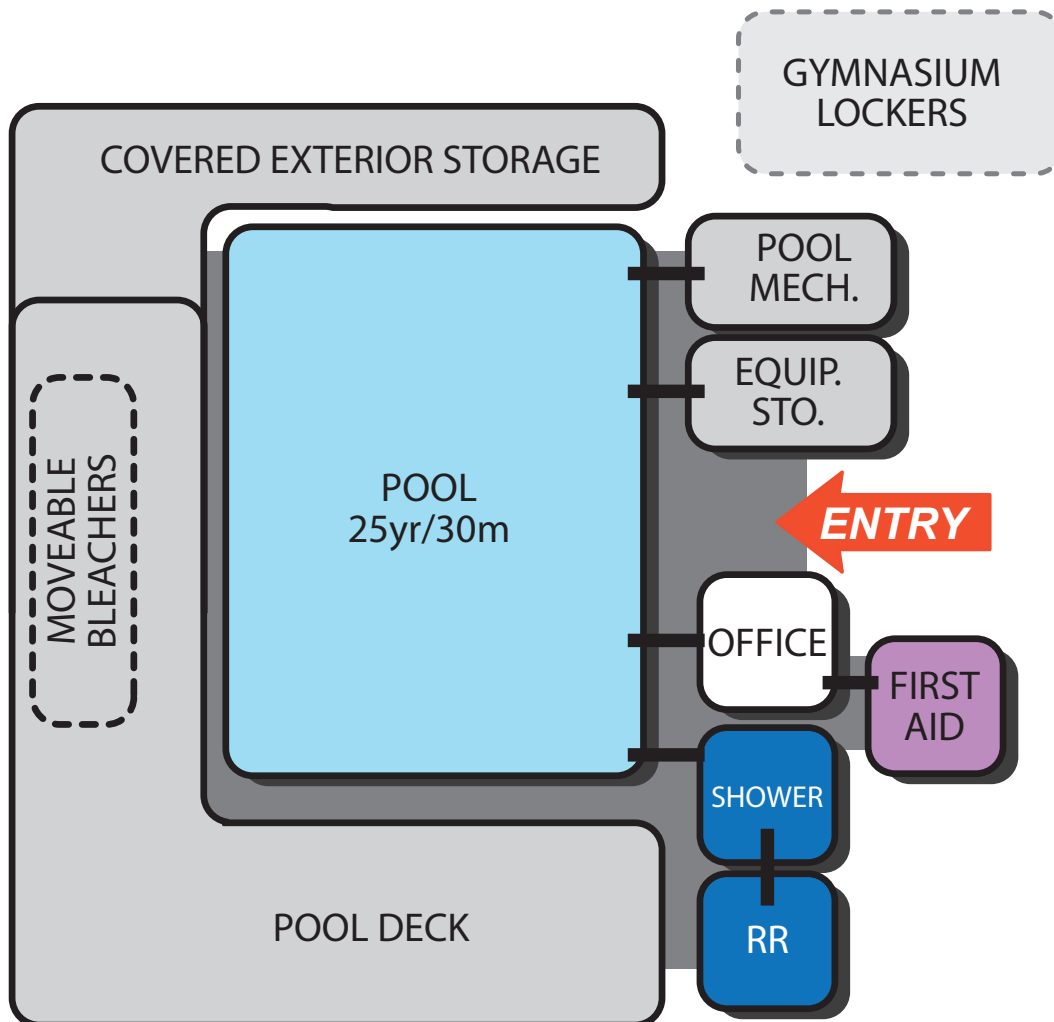 GYMNASIUM
LOCKERS
COVERED EXTERIOR STORAGE
POOL
MECH.
EQUIP.
STO.
MOVEABLE
BLEACHERS
POOL
25yr/30m
ENTRY
OFFICE
FIRST
AID
SHOWER
POOL DECK
RR